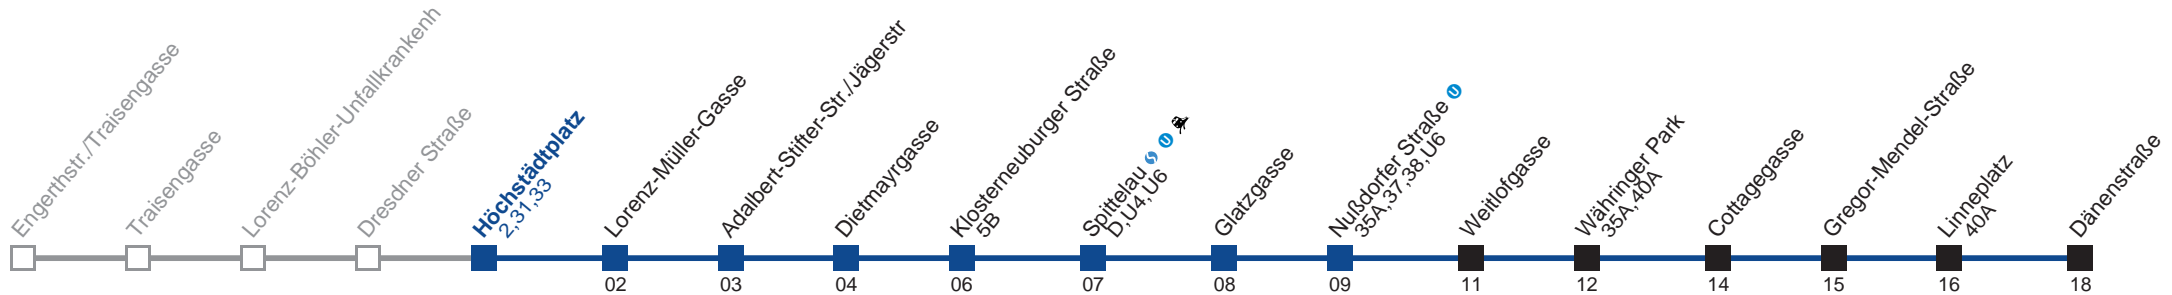 Engerthstr./Traisengasse
Traisengasse
Lorenz-Böhler-Unfallkrankenh
Dresdner Straße
Höchstädtplatz
2,31,33
Lorenz-Müller-Gasse
02
Adalbert-Stifter-Str./Jägerstr
03
Dietmayrgasse
04
Klosterneuburger Straße
5B
06
Spittelau S U
D,U4,U6
07
Glatzgasse
08
Nußdorfer Straße U
35A,37,38,U6
09
Weitlofgasse
11
Währinger Park
35A,40A
12
Cottagegasse
14
Gregor-Mendel-Straße
15
Linneplatz
40A
16
Dänenstraße
18